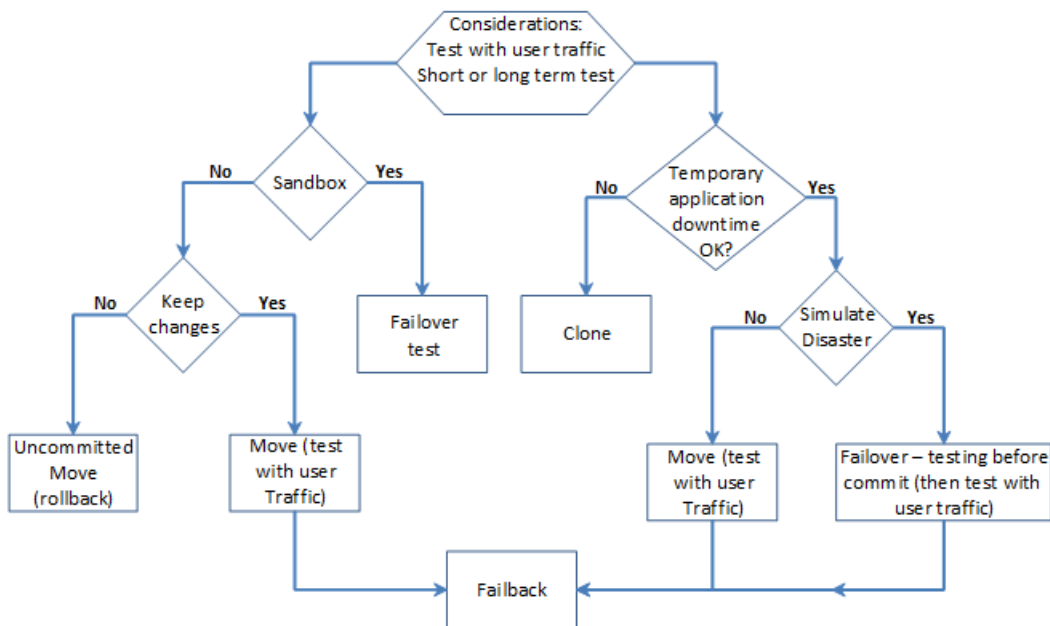 Considerations:
Test with user traffic
Short or long term test
No
Sandbox
Yes
No
Temporary
application
downtime
OK?
Yes
No
Keep
changes
Yes
Failover
test
Clone
No
Simulate
Disaster
Yes
Uncommitted
Move
(rollback)
Move (test
with user
Traffic)
Move (test
with user
Traffic)
Failover – testing before
commit (then test with
user traffic)
Failback